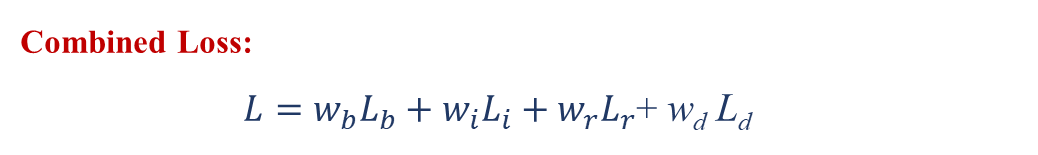 Combined Loss:
L = w_b L_b + w_i L_i + w_r L_r + w_d L_d